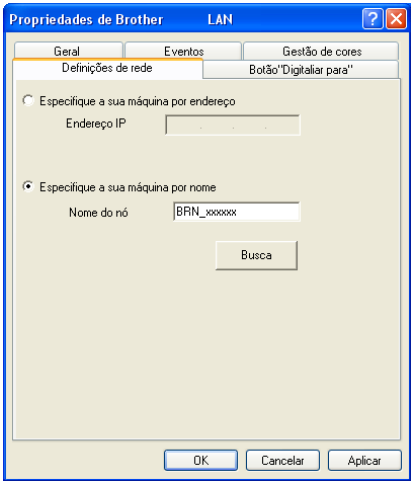 Propriedades de Brother LAN
Geral Eventos Gestão de cores
Definições de rede Botão"Digitaliar para"
Especifique a sua máquina por endereço
Endereço IP
Especifique a sua máquina por nome
Nome do nó BRN_xxxxxx
Busca
OK Cancelar Aplicar